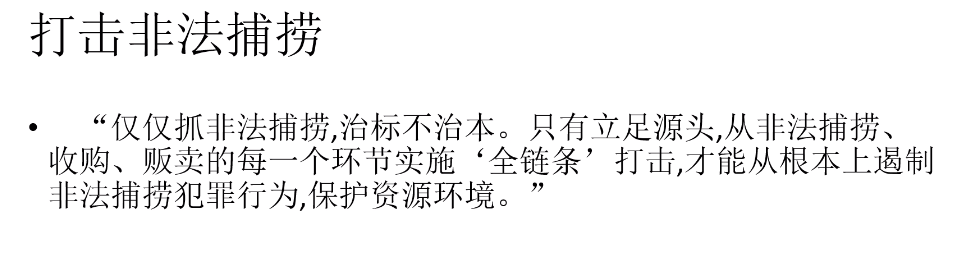 打击非法捕捞
• “仅仅抓非法捕捞,治标不治本。只有立足源头,从非法捕捞、
收购、贩卖的每一个环节实施‘全链条’打击,才能从根本上遏制
非法捕捞犯罪行为,保护资源环境。”